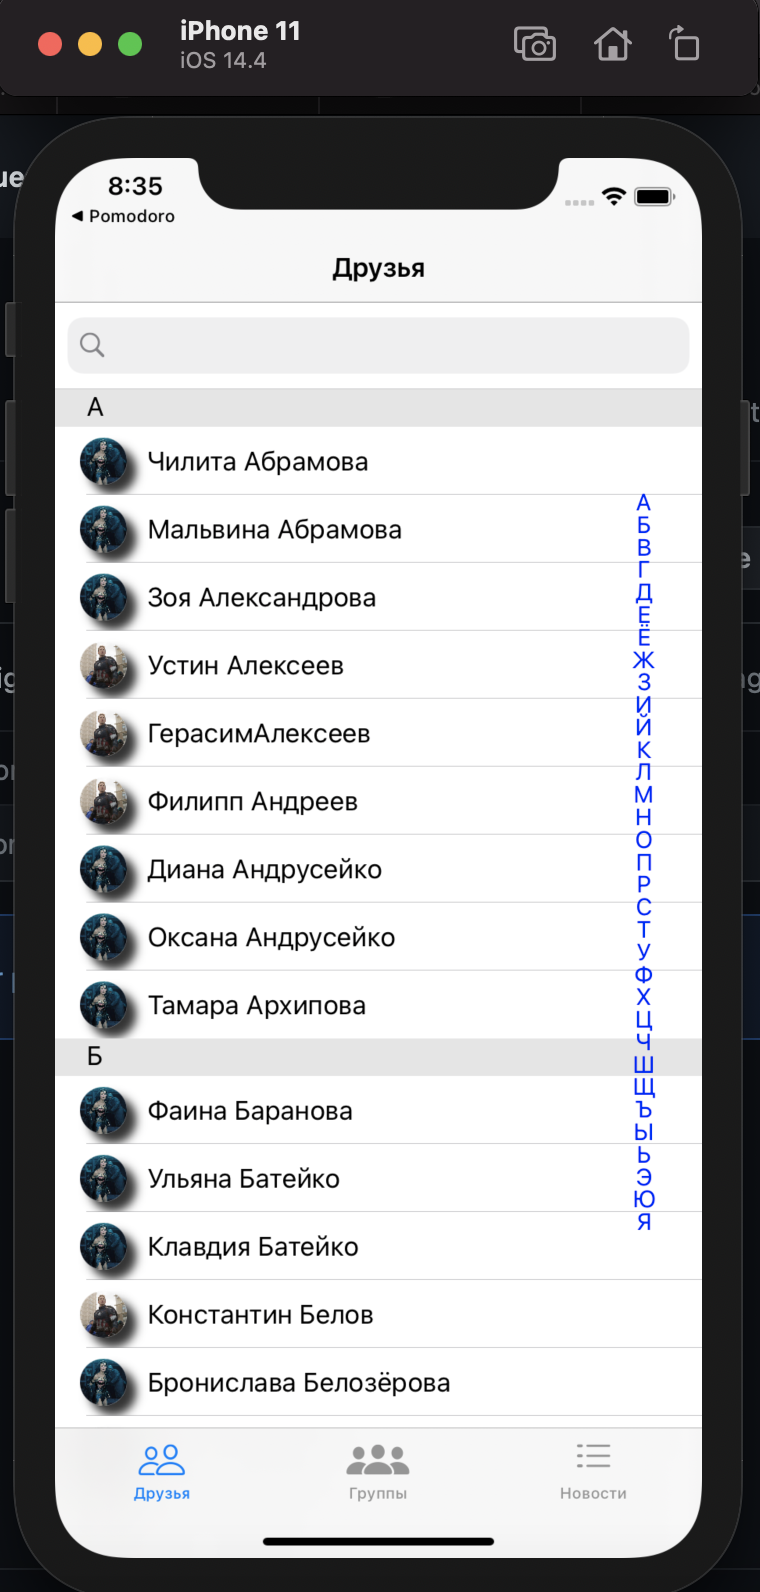 iPhone 11
iOS 14.4
8:35
◀ Pomodoro
Друзья
А
Чилита Абрамова
Мальвина Абрамова
Зоя Александрова
Устин Алексеев
ГерасимАлексеев
Филипп Андреев
Диана Андрусейко
Оксана Андрусейко
Тамара Архипова
Б
Фаина Баранова
Ульяна Батейко
Клавдия Батейко
Константин Белов
Бронислава Белозёрова
А
Б
В
Г
Д
Е
Ё
Ж
З
И
Й
К
Л
М
Н
О
П
Р
С
Т
У
Ф
Х
Ц
Ч
Ш
Щ
Ъ
Ы
Ь
Э
Ю
Я
Друзья
Группы
Новости